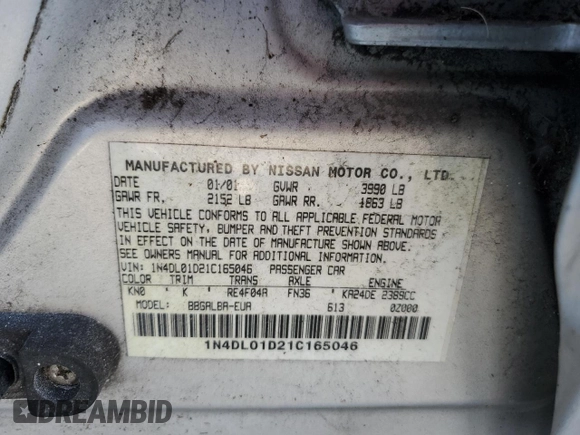 MANUFACTURED BY NISSAN MOTOR CO., LTD.
DATE 01/01 GVWR 3990 LB
GAWR FR. 2152 LB GAWR RR. 1863 LB
THIS VEHICLE CONFORMS TO ALL APPLICABLE FEDERAL MOTOR
VEHICLE SAFETY, BUMPER AND THEFT PREVENTION STANDARDS
IN EFFECT ON THE DATE OF MANUFACTURE SHOWN ABOVE.
SEE OWNERS MANUAL FOR ADDITIONAL INFORMATION.
VIN: 1N4DL01D21C165046 PASSENGER CAR
COLOR TRIM TRANS AXLE ENGINE
KN0 K RE4F04A FN36 KA24DE 2389CC
MODEL: BBGALBA-EUA 613 0Z000
1N4DL01D21C165046
DREAMBID